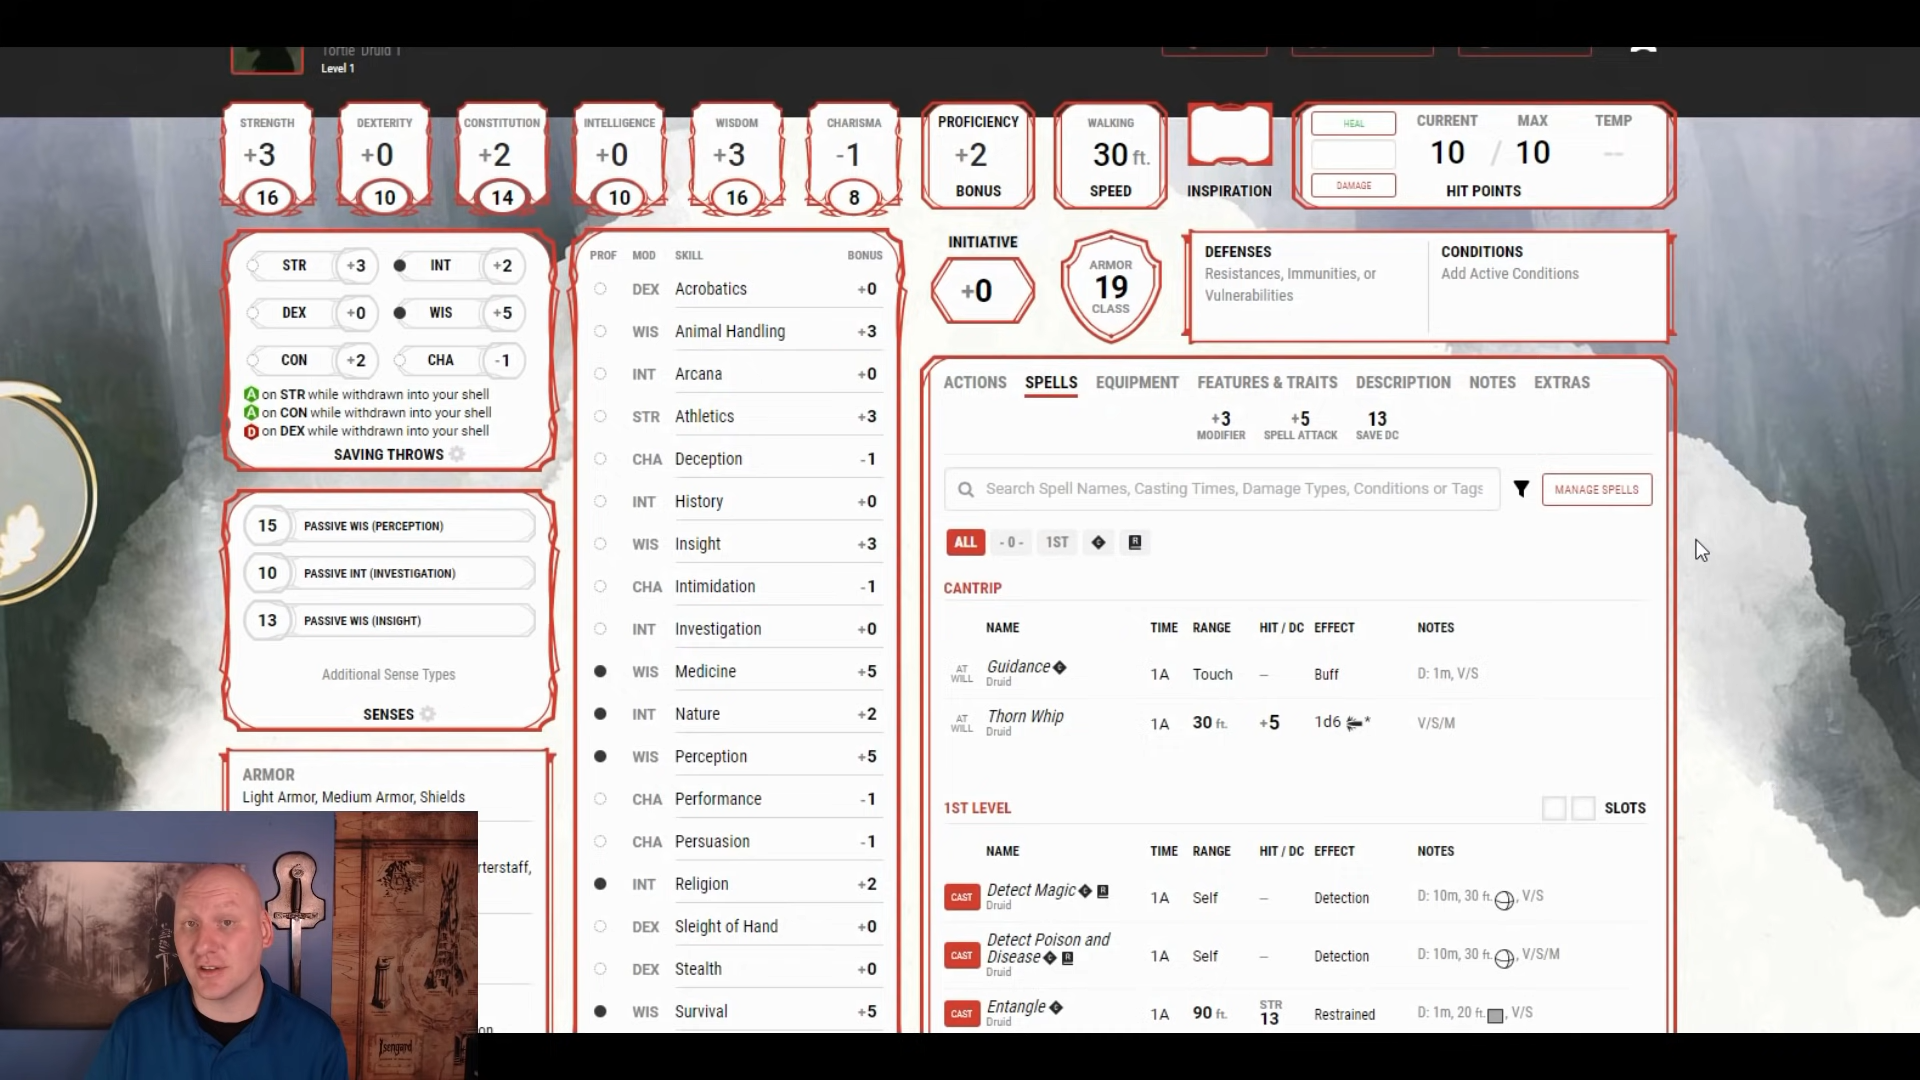 Tortle Druid 1
Level 1
STRENGTH
+3
16
DEXTERITY
+0
10
CONSTITUTION
+2
14
INTELLIGENCE
+0
10
WISDOM
+3
16
CHARISMA
-1
8
PROFICIENCY
+2
BONUS
WALKING
30 ft.
SPEED
INSPIRATION
HEAL
DAMAGE
CURRENT MAX TEMP
10 / 10 --
HIT POINTS
STR +3
INT +2
DEX +0
WIS +5
CON +2
CHA -1
A on STR while withdrawn into your shell
A on CON while withdrawn into your shell
D on DEX while withdrawn into your shell
SAVING THROWS
15 PASSIVE WIS (PERCEPTION)
10 PASSIVE INT (INVESTIGATION)
13 PASSIVE WIS (INSIGHT)
Additional Sense Types
SENSES
ARMOR
Light Armor, Medium Armor, Shields
rterstaff,
on
Isengard
PROF MOD SKILL BONUS
DEX Acrobatics +0
WIS Animal Handling +3
INT Arcana +0
STR Athletics +3
CHA Deception -1
INT History +0
WIS Insight +3
CHA Intimidation -1
INT Investigation +0
WIS Medicine +5
INT Nature +2
WIS Perception +5
CHA Performance -1
CHA Persuasion -1
INT Religion +2
DEX Sleight of Hand +0
DEX Stealth +0
WIS Survival +5
INITIATIVE
+0
ARMOR
19
CLASS
DEFENSES
Resistances, Immunities, or
Vulnerabilities
CONDITIONS
Add Active Conditions
ACTIONS SPELLS EQUIPMENT FEATURES & TRAITS DESCRIPTION NOTES EXTRAS
+3 +5 13
MODIFIER SPELL ATTACK SAVE DC
Search Spell Names, Casting Times, Damage Types, Conditions or Tags
MANAGE SPELLS
ALL - 0 - 1ST C R
CANTRIP
NAME TIME RANGE HIT / DC EFFECT NOTES
AT WILL Guidance C 1A Touch -- Buff D: 1m, V/S
Druid
AT WILL Thorn Whip 1A 30 ft. +5 1d6 * V/S/M
Druid
1ST LEVEL SLOTS
NAME TIME RANGE HIT / DC EFFECT NOTES
CAST Detect Magic C R 1A Self -- Detection D: 10m, 30 ft. , V/S
Druid
CAST Detect Poison and
Disease C R 1A Self -- Detection D: 10m, 30 ft. , V/S/M
Druid
CAST Entangle C 1A 90 ft. STR 13 Restrained D: 1m, 20 ft. , V/S
Druid